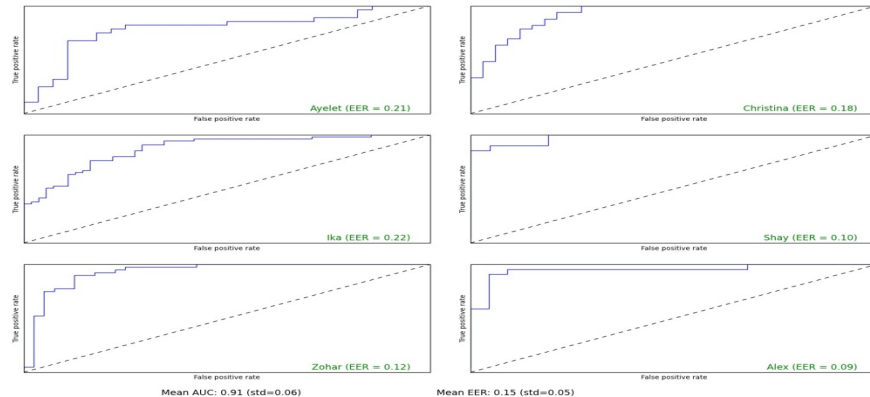 True positive rate
Ayelet (EER = 0.21)
False positive rate
True positive rate
Christina (EER = 0.18)
False positive rate
True positive rate
Ika (EER = 0.22)
False positive rate
True positive rate
Shay (EER = 0.10)
False positive rate
True positive rate
Zohar (EER = 0.12)
False positive rate
True positive rate
Alex (EER = 0.09)
False positive rate
Mean AUC: 0.91 (std=0.06)
Mean EER: 0.15 (std=0.05)